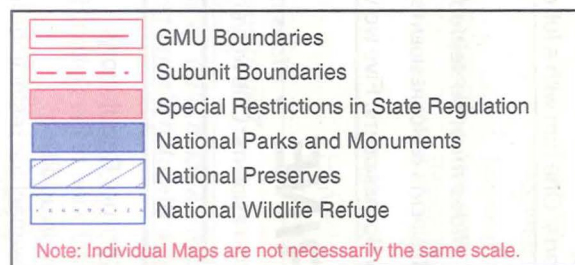 GMU Boundaries
Subunit Boundaries
Special Restrictions in State Regulation
National Parks and Monuments
National Preserves
National Wildlife Refuge
Note: Individual Maps are not necessarily the same scale.